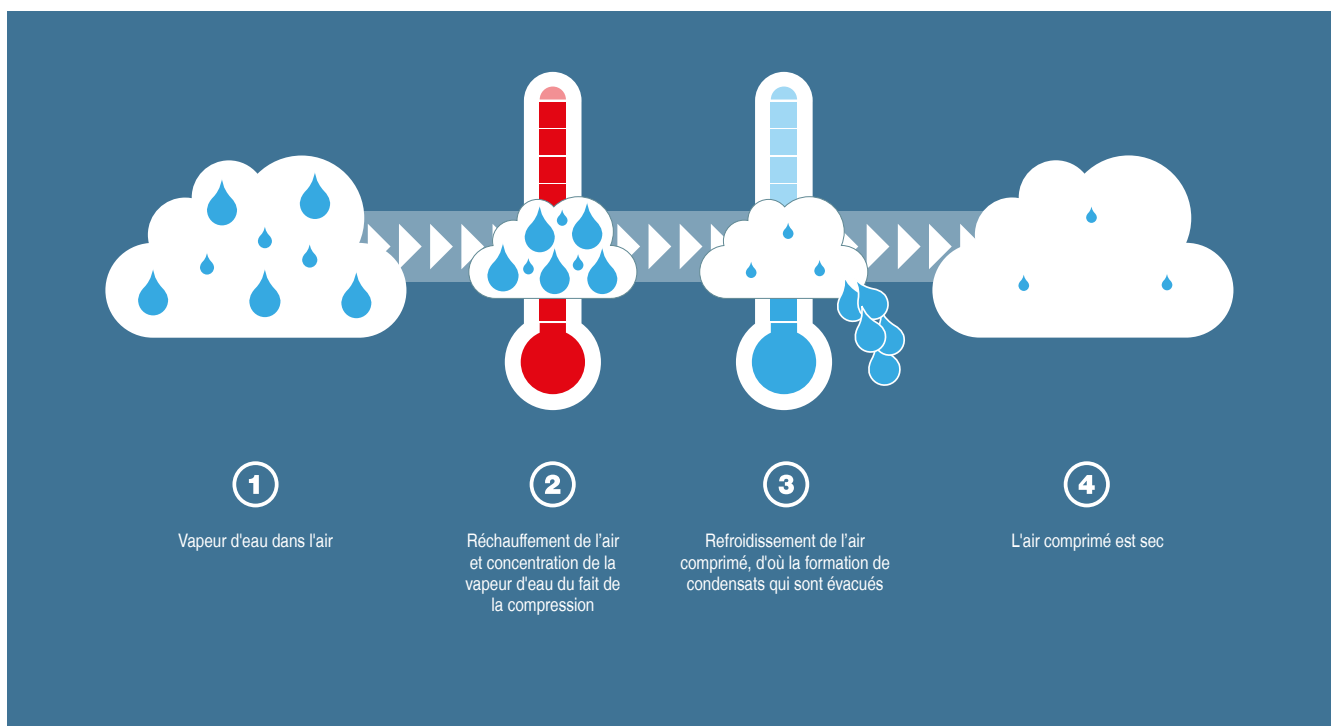 1
Vapeur d'eau dans l'air
2
Réchauffement de l’air
et concentration de la
vapeur d'eau du fait de
la compression
3
Refroidissement de l’air
comprimé, d'où la formation de
condensats qui sont évacués
4
L'air comprimé est sec